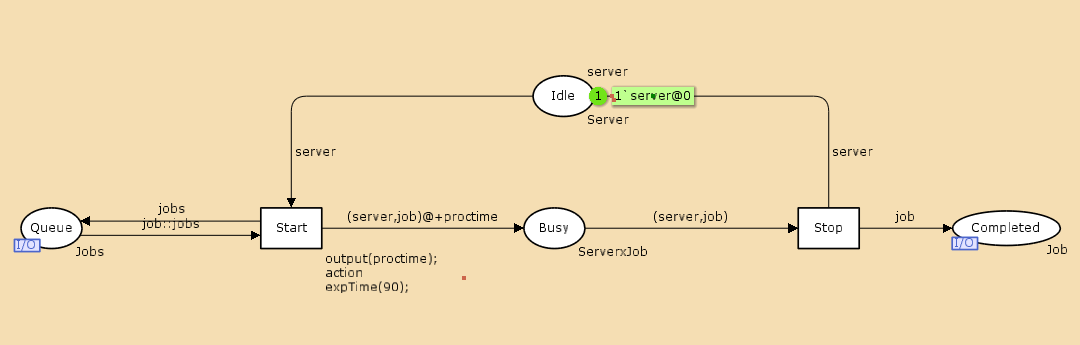 server
Idle
1
1`server@0
Server
server
server
jobs
job::jobs
Queue
I/O
Jobs
Start
(server,job)@+proctime
output(proctime);
action
expTime(90);
Busy
ServerxJob
(server,job)
Stop
job
Completed
I/O
Job